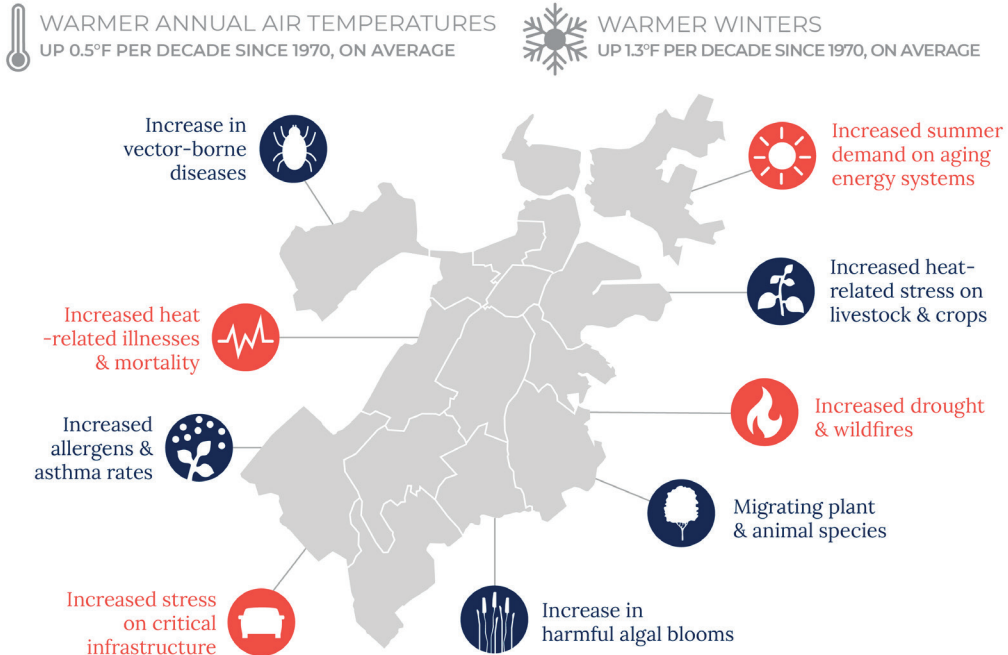 WARMER ANNUAL AIR TEMPERATURES
UP 0.5°F PER DECADE SINCE 1970, ON AVERAGE
WARMER WINTERS
UP 1.3°F PER DECADE SINCE 1970, ON AVERAGE
Increase in
vector-borne
diseases
Increased summer
demand on aging
energy systems
Increased heat-
related stress on
livestock & crops
Increased heat
-related illnesses
& mortality
Increased drought
& wildfires
Increased
allergens &
asthma rates
Migrating plant
& animal species
Increased stress
on critical
infrastructure
Increase in
harmful algal blooms